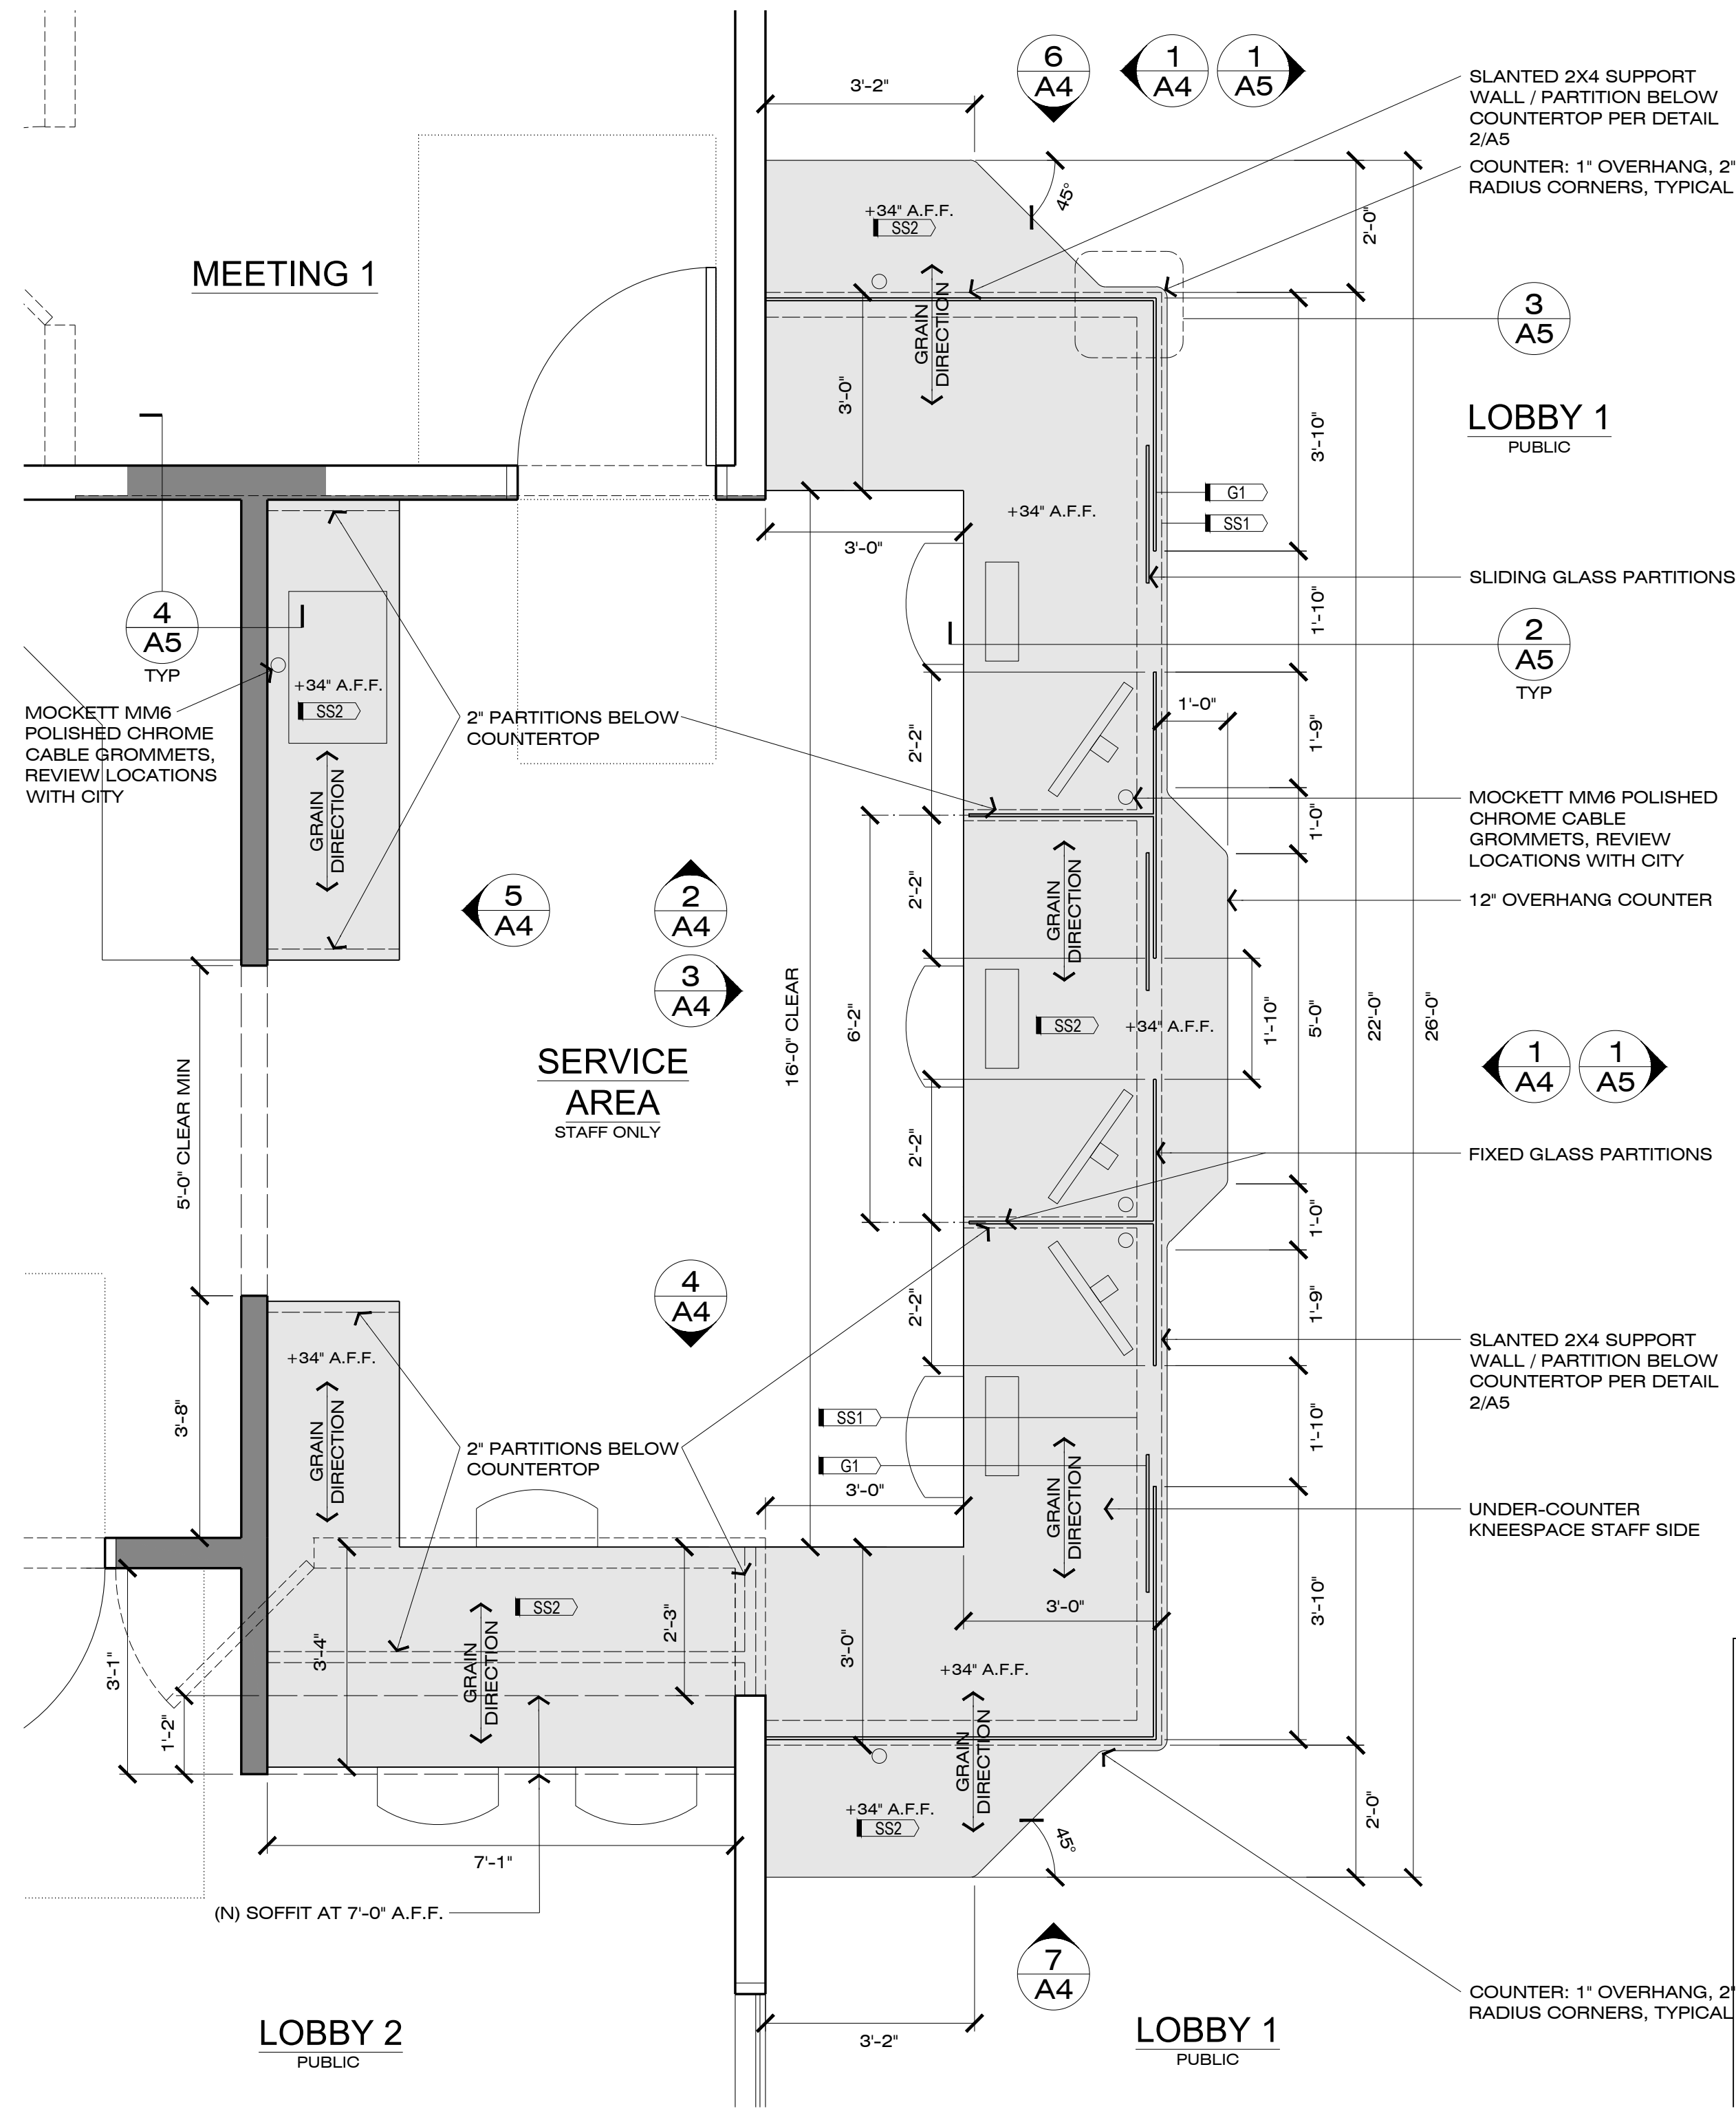 6
A4
1
A4
1
A5
3'-2"
SLANTED 2X4 SUPPORT
WALL / PARTITION BELOW
COUNTERTOP PER DETAIL
2/A5
COUNTER: 1" OVERHANG, 2"
RADIUS CORNERS, TYPICAL
45°
+34" A.F.F.
SS2
2'-0"
MEETING 1
GRAIN
DIRECTION
3
A5
3'-0"
3'-10"
LOBBY 1
PUBLIC
G1
SS1
+34" A.F.F.
3'-0"
SLIDING GLASS PARTITIONS
1'-10"
4
A5
TYP
2
A5
TYP
+34" A.F.F.
SS2
MOCKETT MM6
POLISHED CHROME
CABLE GROMMETS,
REVIEW LOCATIONS
WITH CITY
2" PARTITIONS BELOW
COUNTERTOP
1'-0"
2'-2"
1'-9"
GRAIN
DIRECTION
MOCKETT MM6 POLISHED
CHROME CABLE
GROMMETS, REVIEW
LOCATIONS WITH CITY
1'-0"
12" OVERHANG COUNTER
5
A4
2
A4
2'-2"
GRAIN
DIRECTION
3
A4
16'-0" CLEAR
6'-2"
SS2
+34" A.F.F.
1'-10"
5'-0"
22'-0"
26'-0"
SERVICE
AREA
STAFF ONLY
1
A4
1
A5
5'-0" CLEAR MIN
2'-2"
FIXED GLASS PARTITIONS
1'-0"
4
A4
2'-2"
1'-9"
SLANTED 2X4 SUPPORT
WALL / PARTITION BELOW
COUNTERTOP PER DETAIL
2/A5
+34" A.F.F.
3'-8"
GRAIN
DIRECTION
SS1
1'-10"
2" PARTITIONS BELOW
COUNTERTOP
G1
3'-0"
GRAIN
DIRECTION
UNDER-COUNTER
KNEESPACE STAFF SIDE
SS2
3'-0"
3'-10"
3'-1"
3'-4"
GRAIN
DIRECTION
2'-3"
3'-0"
+34" A.F.F.
1'-2"
GRAIN
DIRECTION
+34" A.F.F.
SS2
2'-0"
45°
7'-1"
(N) SOFFIT AT 7'-0" A.F.F.
7
A4
COUNTER: 1" OVERHANG, 2"
RADIUS CORNERS, TYPICAL
3'-2"
LOBBY 2
PUBLIC
LOBBY 1
PUBLIC